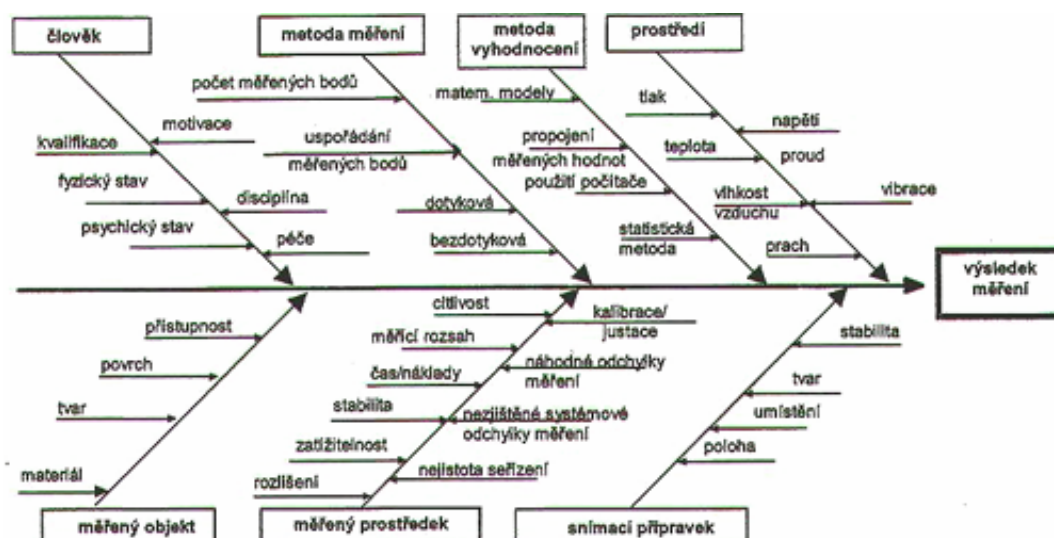 člověk
metoda měření
metoda
vyhodnocení
prostředí
počet měřených bodů
matem. modely
tlak
motivace
kvalifikace
uspořádání
měřených bodů
propojení
měřených hodnot
použití počítače
napětí
teplota
proud
fyzický stav
disciplína
dotyková
vlhkost
vzduchu
vibrace
psychický stav
péče
bezdotyková
statistická
metoda
prach
výsledek
měření
přístupnost
povrch
tvar
materiál
měřený objekt
citlivost
kalibrace/
justace
měřicí rozsah
náhodné odchylky
měření
čas/náklady
stabilita
nezjištěné systémové
odchylky měření
zatižitelnost
nejistota seřízení
rozlišení
měřený prostředek
stabilita
tvar
umístění
poloha
snímací přípravek